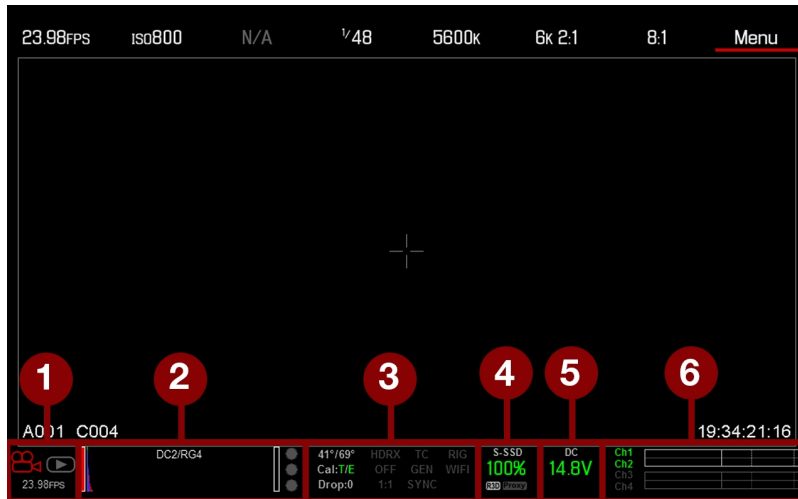 23.98FPS ISO800 N/A 1/48 5600K 6K 2:1 8:1 Menu
1 2 3 4 5 6
A001 C004 19:34:21:16
DC2/RG4 41°/69° HDRX TC RIG S-SSD DC Ch1
Cal:T/E OFF GEN WIFI 100% 14.8V Ch2
23.98FPS Drop:0 1:1 SYNC R3D Proxy Ch3
Ch4